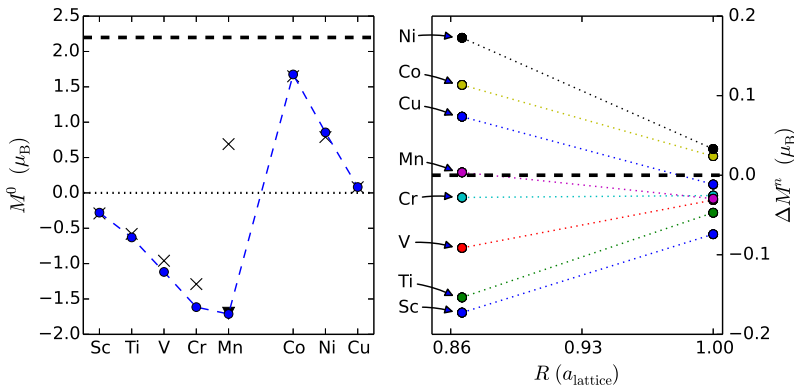 2.5
2.0
1.5
1.0
0.5
0.0
−0.5
−1.0
−1.5
−2.0
M⁰ (μ_B)
Sc Ti V Cr Mn Co Ni Cu
Ni
Co
Cu
Mn
Cr
V
Ti
Sc
0.86 0.93 1.00
R (a_lattice)
0.2
0.1
0.0
−0.1
−0.2
ΔMⁿ (μ_B)